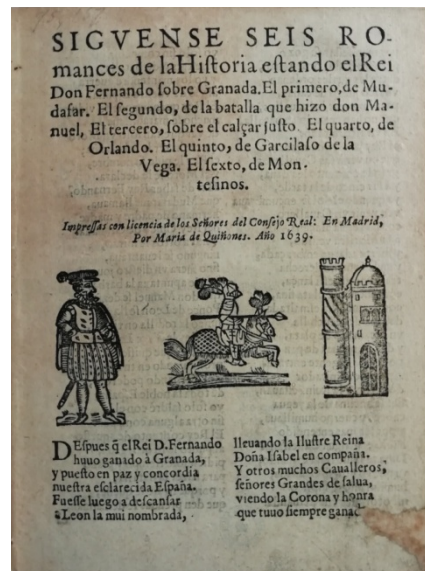 SIGVENSE SEIS RO-
mances de la Hiſtoria eſtando el Rei
Don Fernando ſobre Granada. El primero, de Mu-
dafar. El ſegundo, de la batalla que hizo don Ma-
nuel, El tercero, ſobre el calçar juſto. El quarto, de
Orlando. El quinto, de Garcilaſo de la
Vega. El ſexto, de Mon-
teſinos.
Impreſſas con licencia de los Señores del Conſejo Real: En Madrid,
Por Maria de Quiñones. Año 1639.
DEſpues q̃ el Rei D. Fernando
huuo ganado à Granada,
y pueſto en paz y concordia
nueſtra eſclarecida Eſpaña.
Fueſſe luego a deſcanſar
à Leon la mui nombrada,
lleuando la Iluſtre Reina
Doña Iſabel en compaña.
Y otros muchos Caualleros,
ſeñores Grandes de ſalua,
viendo la Corona y honra
que tuuo ſiempre